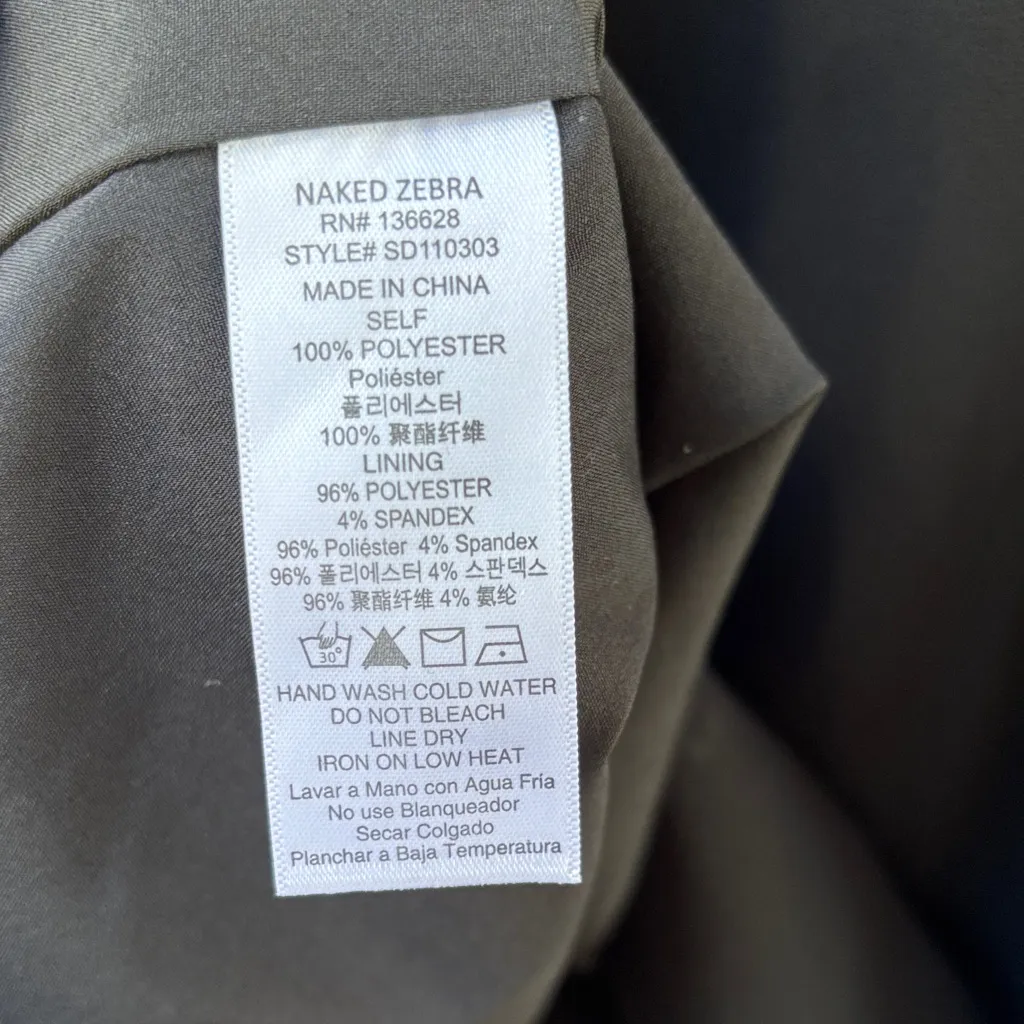 NAKED ZEBRA
RN# 136628
STYLE# SD110303
MADE IN CHINA
SELF
100% POLYESTER
Poliéster
폴리에스터
100% 聚酯纤维
LINING
96% POLYESTER
4% SPANDEX
96% Poliéster 4% Spandex
96% 폴리에스터 4% 스판덱스
96% 聚酯纤维 4% 氨纶
30°
HAND WASH COLD WATER
DO NOT BLEACH
LINE DRY
IRON ON LOW HEAT
Lavar a Mano con Agua Fría
No use Blanqueador
Secar Colgado
Planchar a Baja Temperatura